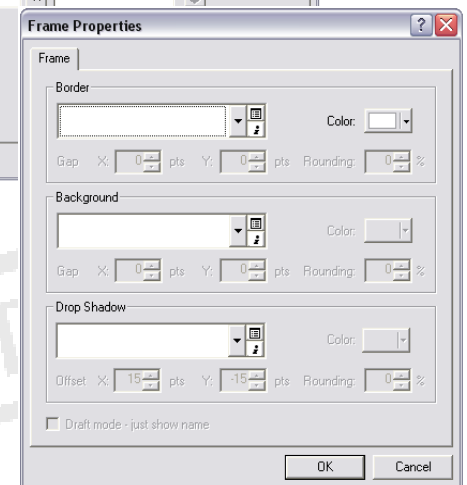 Frame Properties
Frame
Border
Color:
Gap X: 0 pts Y: 0 pts Rounding: 0 %
Background
Color:
Gap X: 0 pts Y: 0 pts Rounding: 0 %
Drop Shadow
Color:
Offset X: 15 pts Y: -15 pts Rounding: 0 %
Draft mode - just show name
OK Cancel